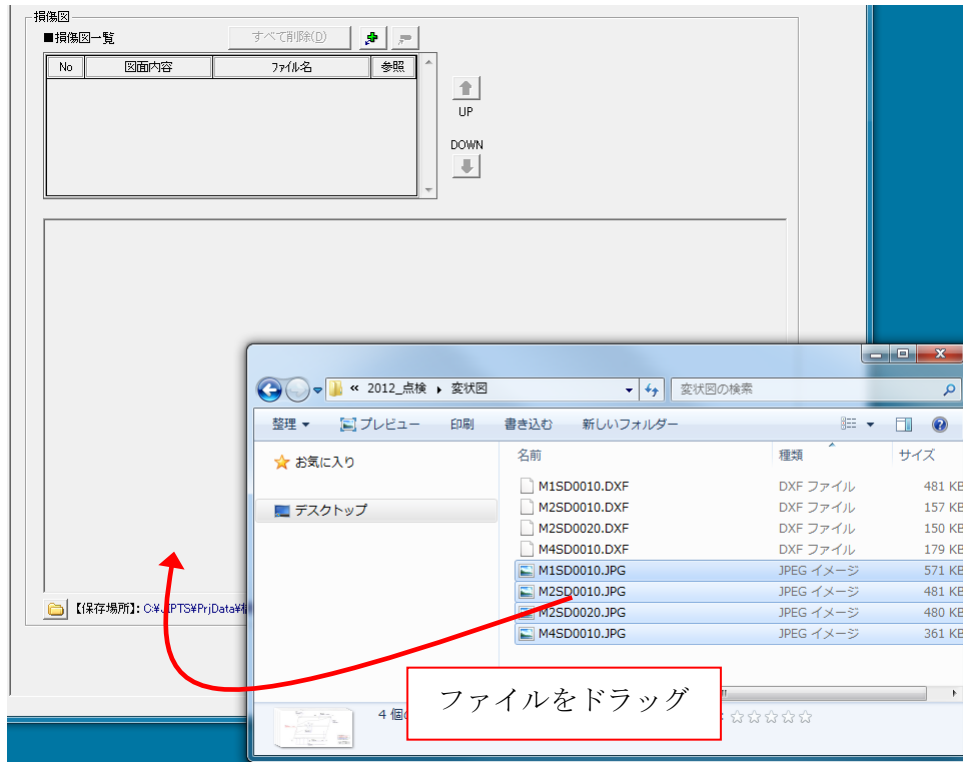 損傷図
■損傷図一覧
すべて削除(D)
No 図面内容 ファイル名 参照
UP
DOWN
« 2012_点検 ▸ 変状図
変状図の検索
整理 プレビュー 印刷 書き込む 新しいフォルダー
お気に入り
デスクトップ
名前 種類 サイズ
M1SD0010.DXF DXF ファイル 481 KB
M2SD0010.DXF DXF ファイル 157 KB
M2SD0020.DXF DXF ファイル 150 KB
M4SD0010.DXF DXF ファイル 179 KB
M1SD0010.JPG JPEG イメージ 571 KB
M2SD0010.JPG JPEG イメージ 481 KB
M2SD0020.JPG JPEG イメージ 480 KB
M4SD0010.JPG JPEG イメージ 361 KB
【保存場所】: C:¥
PTS¥PrjData¥
ファイルをドラッグ
4 個